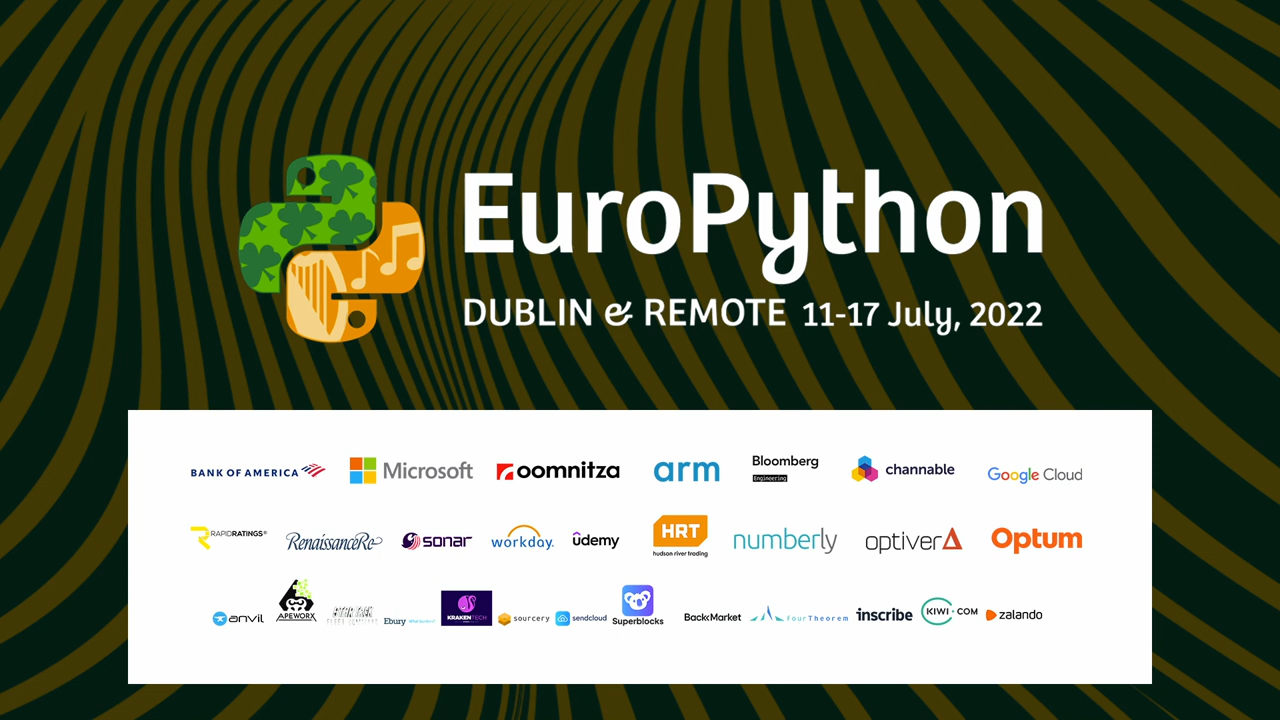 EuroPython
DUBLIN & REMOTE 11-17 July, 2022
BANK OF AMERICA Microsoft oomnitza arm Bloomberg Engineering channable Google Cloud
RAPIDRATINGS® RenaissanceRe sonar workday. ûdemy HRT hudson river trading numberly optiver Optum
anvil APEWORX Ebury KRAKENTECH sourcery sendcloud Superblocks BackMarket fourTheorem inscribe KIWI.COM zalando